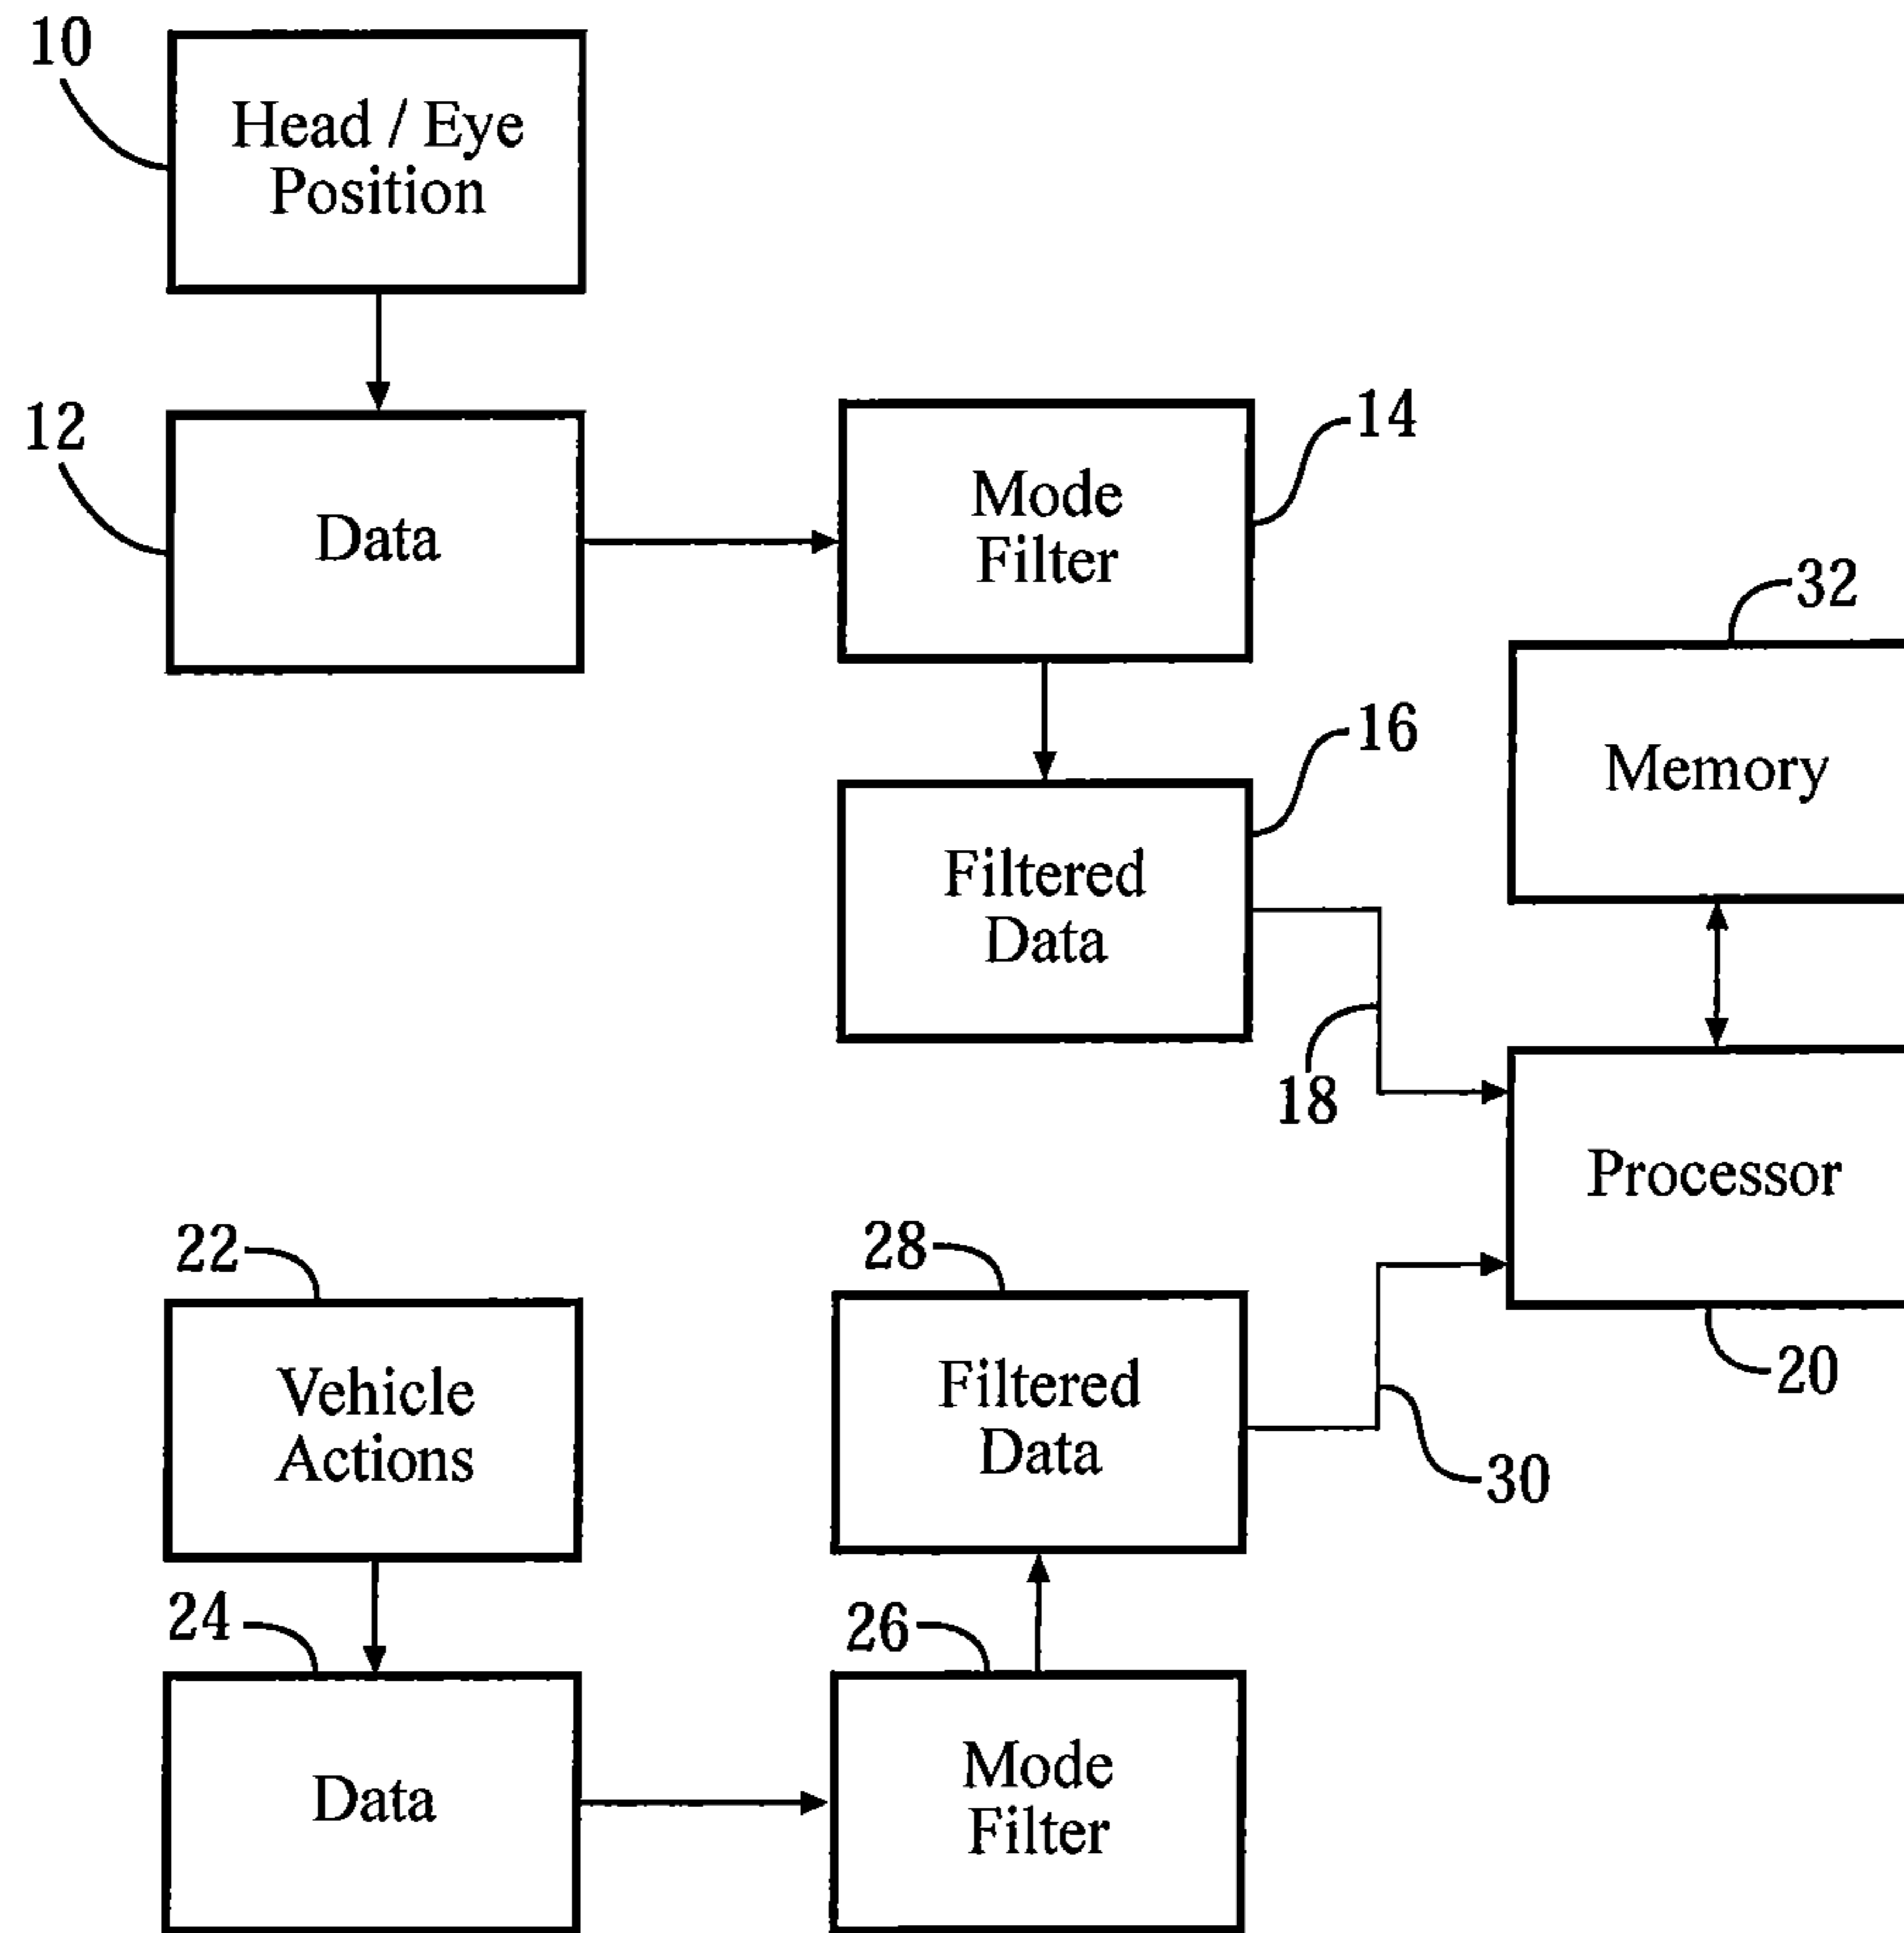 10
Head / Eye
Position
12
Data
Mode
Filter
14
32
Memory
16
Filtered
Data
18
Processor
20
22
Vehicle
Actions
28
Filtered
Data
30
24
Data
26
Mode
Filter